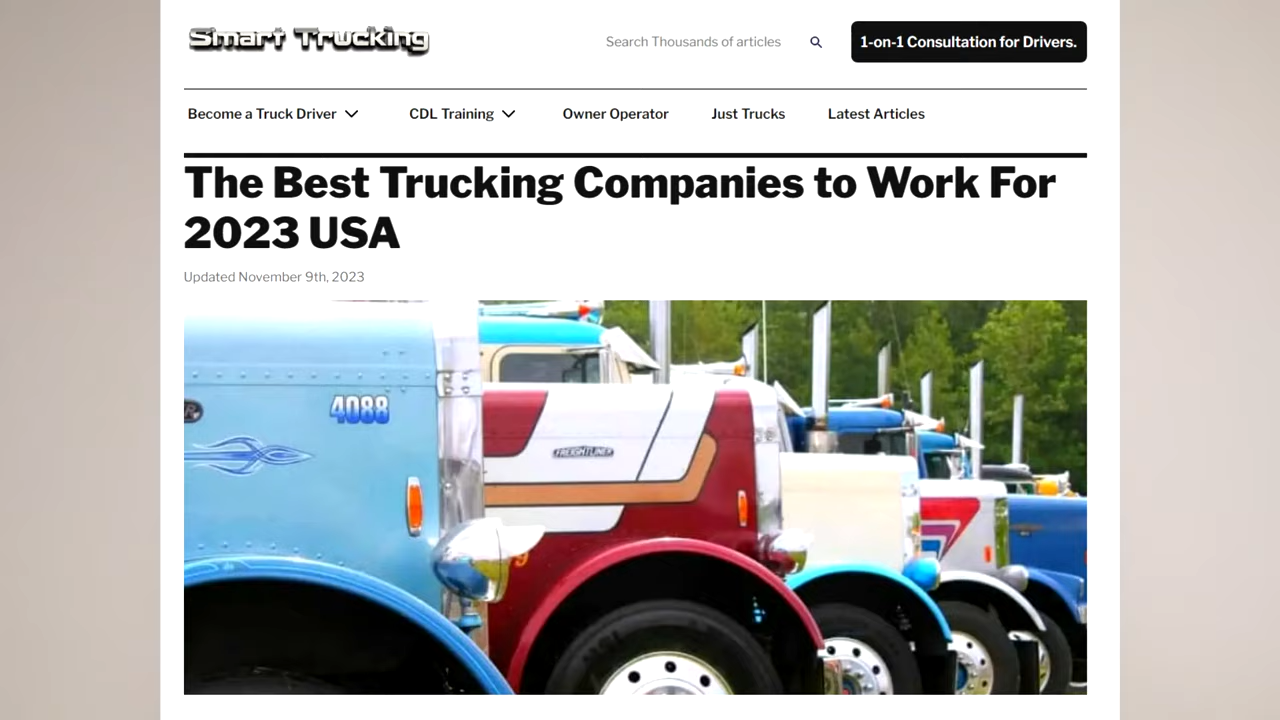 Smart Trucking
Search Thousands of articles
1-on-1 Consultation for Drivers.
Become a Truck Driver
CDL Training
Owner Operator
Just Trucks
Latest Articles
The Best Trucking Companies to Work For
2023 USA
Updated November 9th, 2023
4088
FREIGHTLINER